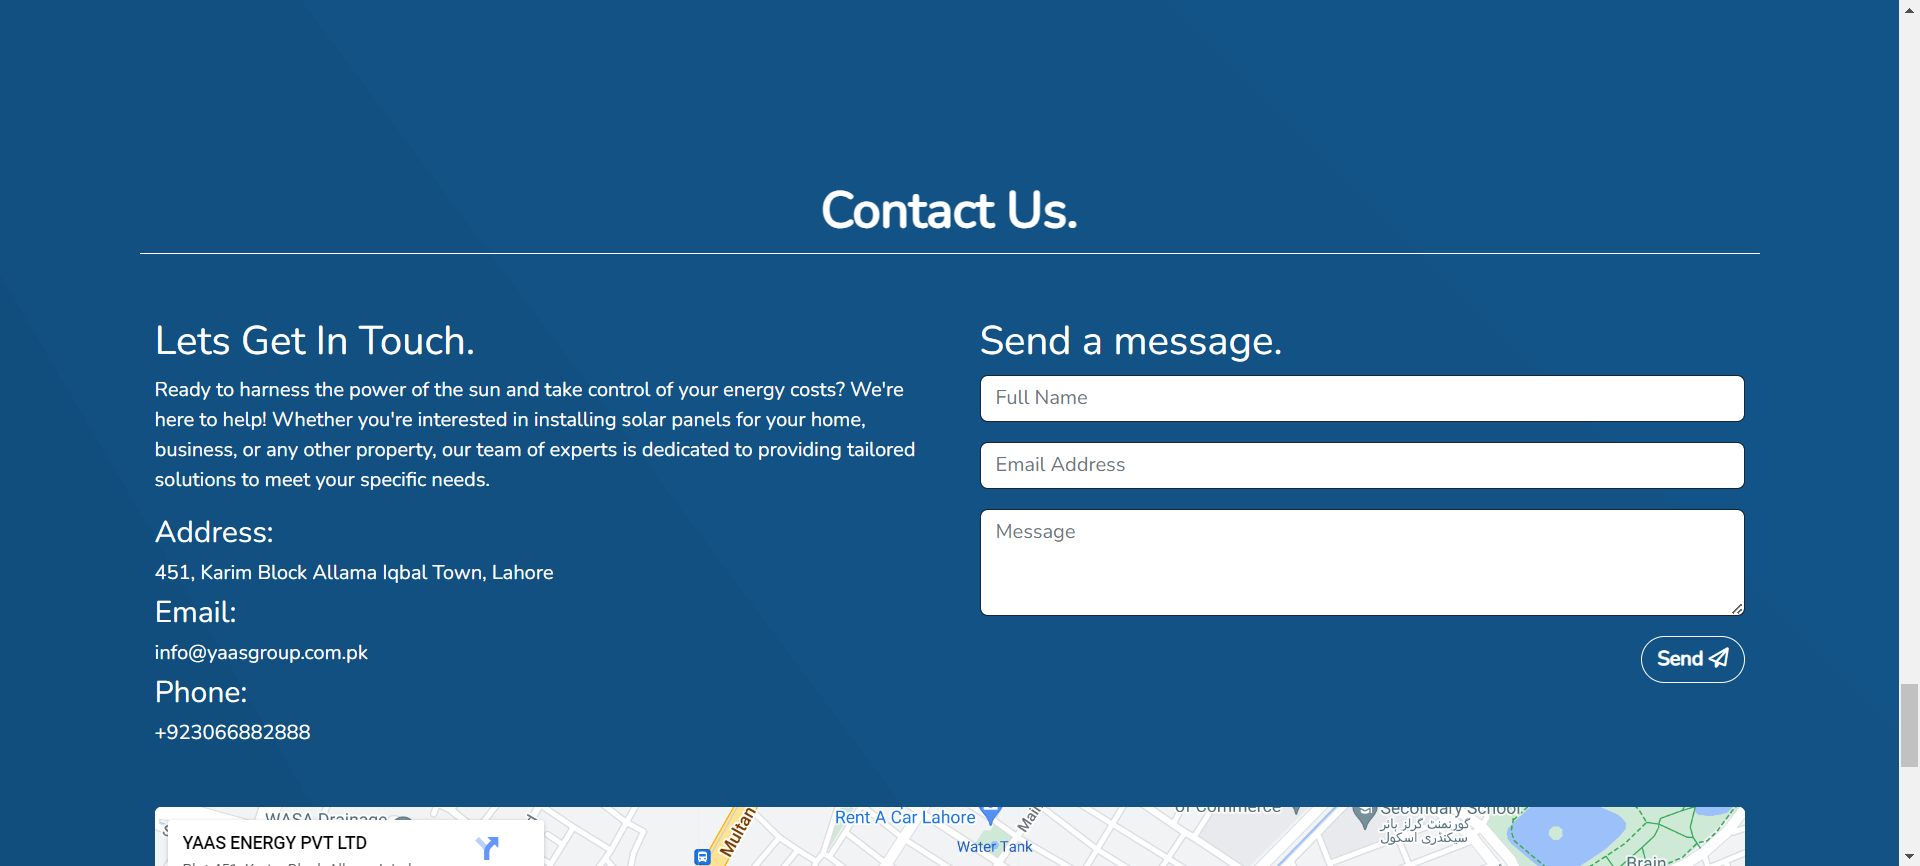 Contact Us.
Lets Get In Touch.
Ready to harness the power of the sun and take control of your energy costs? We're
here to help! Whether you're interested in installing solar panels for your home,
business, or any other property, our team of experts is dedicated to providing tailored
solutions to meet your specific needs.
Address:
451, Karim Block Allama Iqbal Town, Lahore
Email:
info@yaasgroup.com.pk
Phone:
+923066882888
Send a message.
Full Name
Email Address
Message
Send
WASA Drainage
YAAS ENERGY PVT LTD
Multan
Rent A Car Lahore
Water Tank
Main
of Commerce
Secondary School
گورنمنٹ گرلز ہائر
سیکنڈری اسکول
Brain